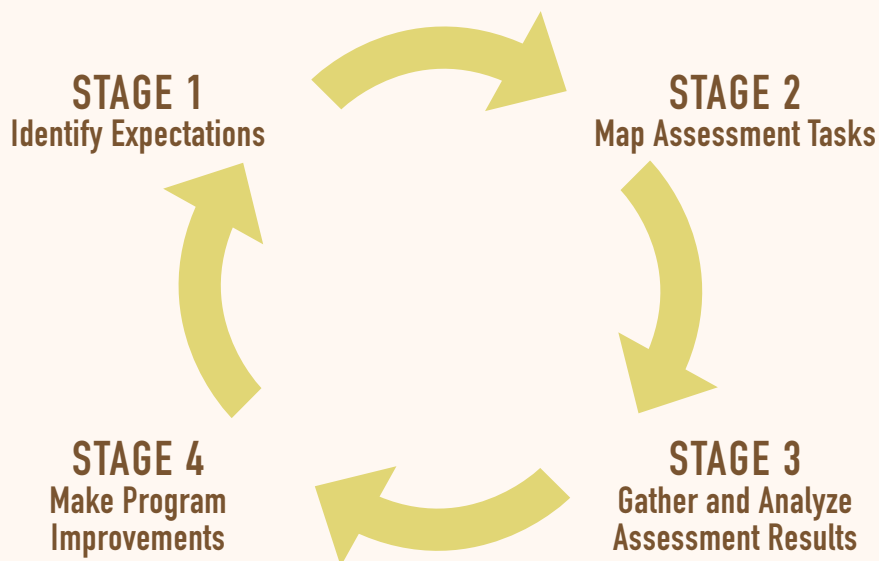 STAGE 1
Identify Expectations
STAGE 2
Map Assessment Tasks
STAGE 3
Gather and Analyze
Assessment Results
STAGE 4
Make Program
Improvements